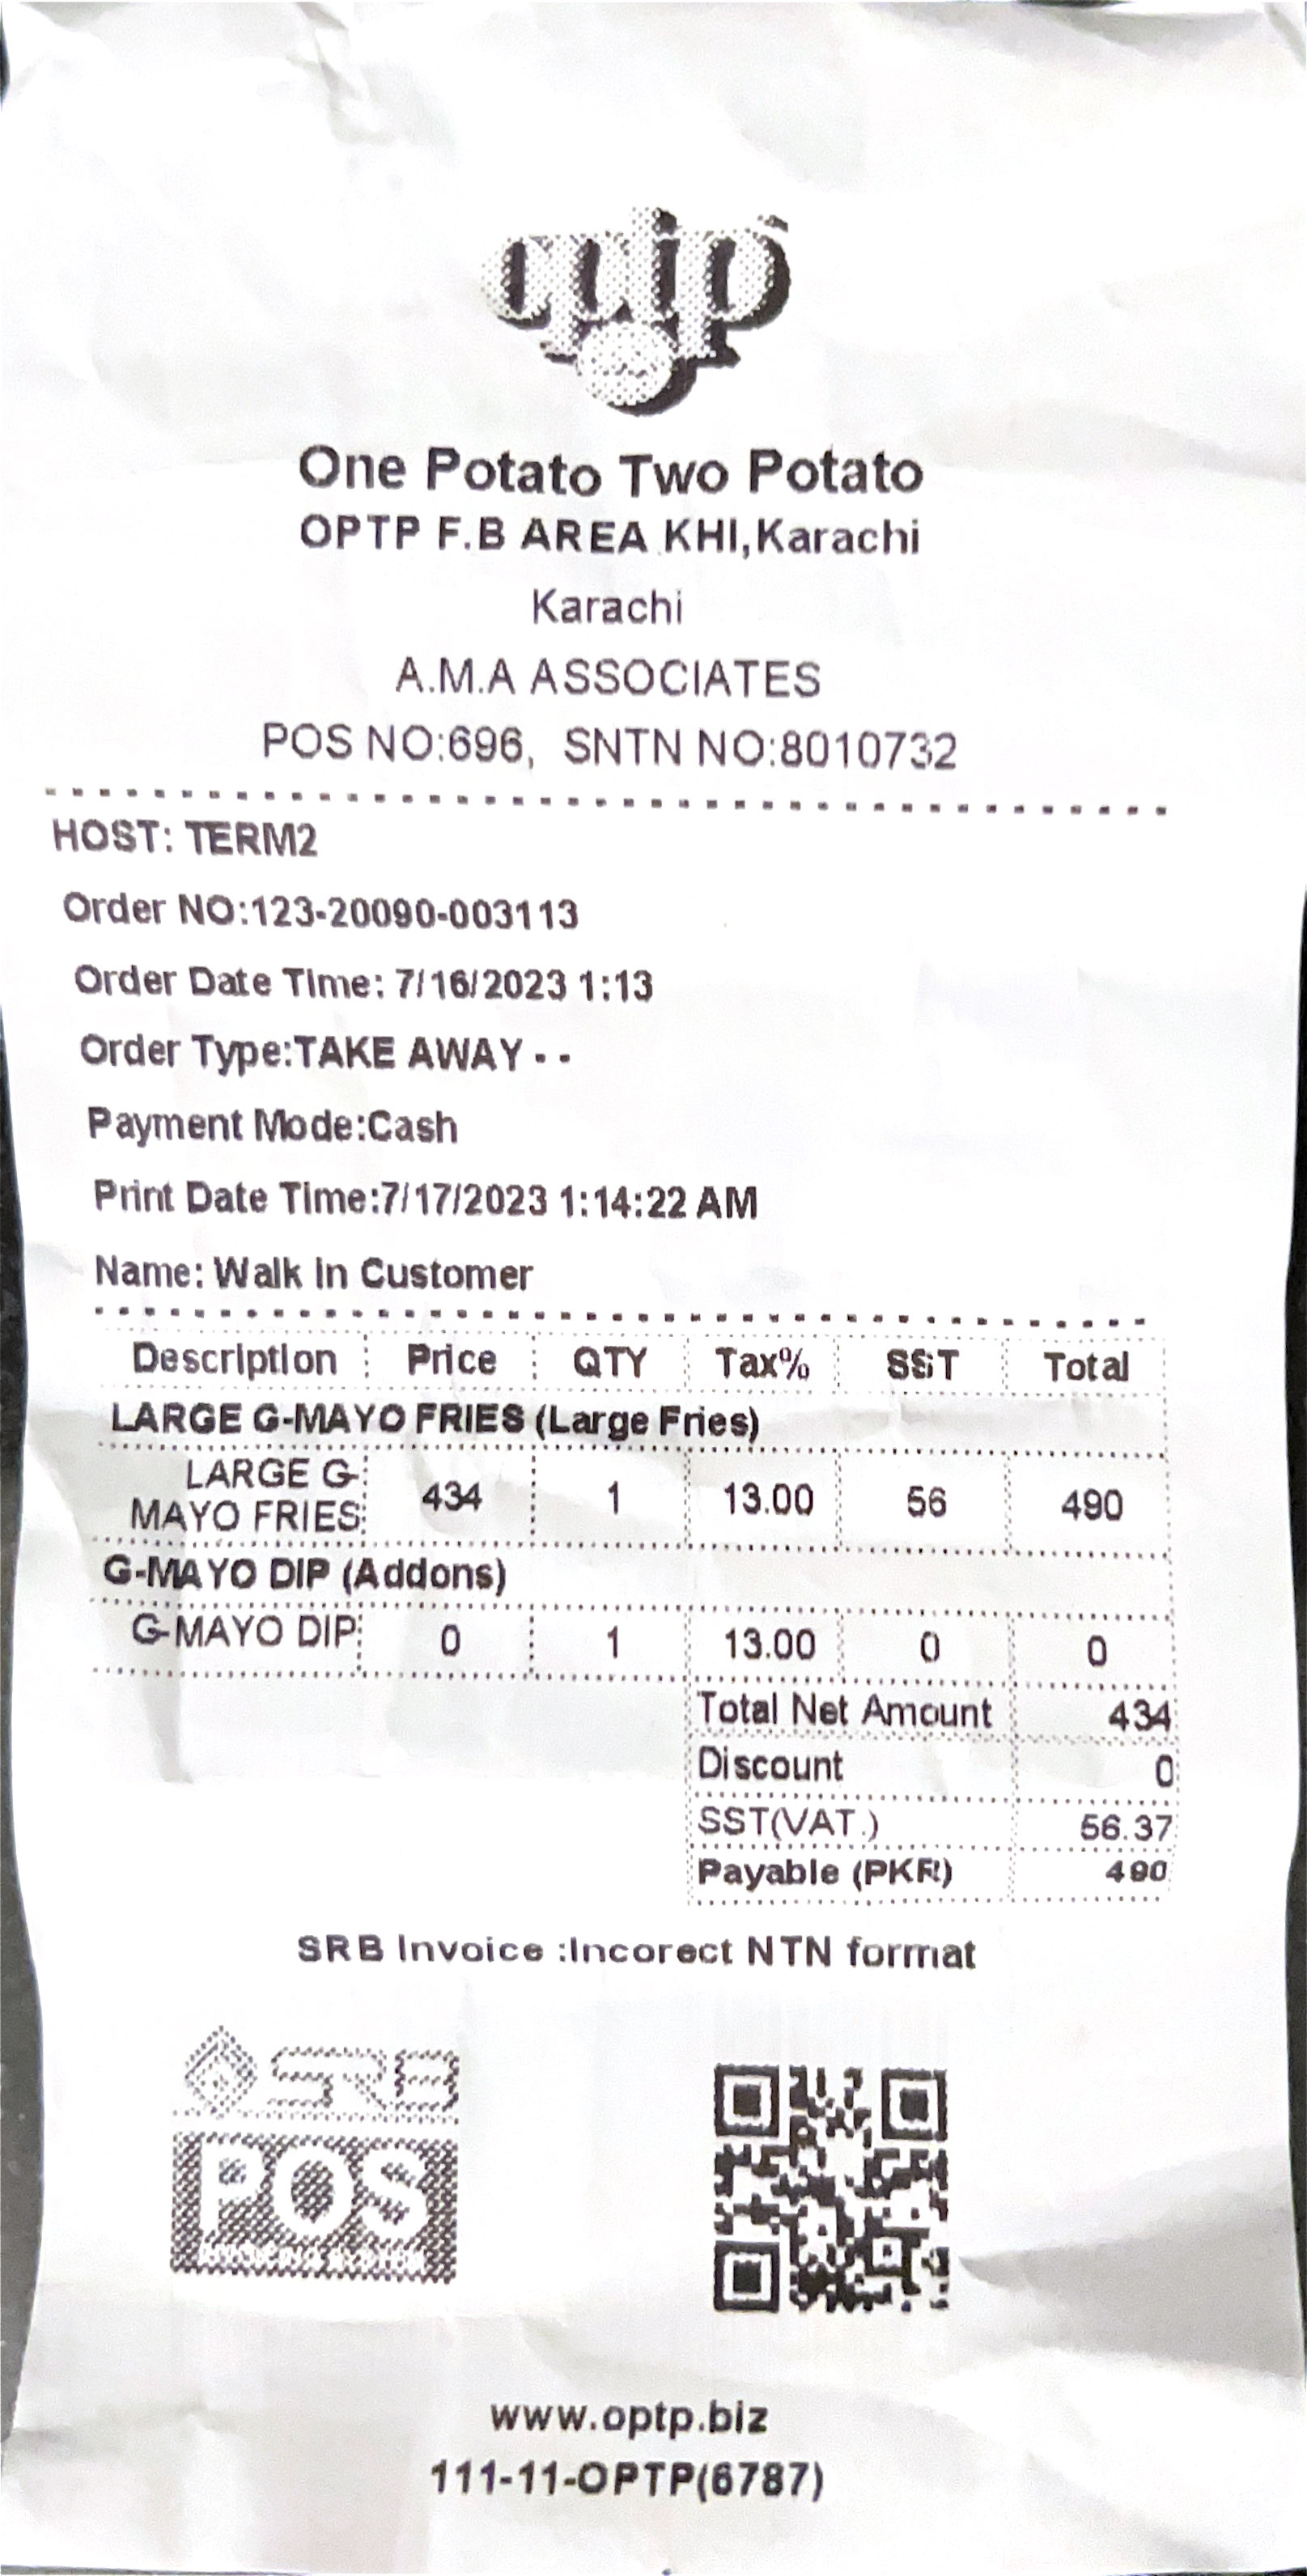 optp
One Potato Two Potato
OPTP F.B AREA KHI,Karachi
Karachi
A.M.A ASSOCIATES
POS NO:696, SNTN NO:8010732
HOST: TERM2
Order NO:123-20090-003113
Order Date Time: 7/16/2023 1:13
Order Type:TAKE AWAY - -
Payment Mode:Cash
Print Date Time:7/17/2023 1:14:22 AM
Name: Walk In Customer
Description Price QTY Tax% SST Total
LARGE G-MAYO FRIES (Large Fries)
LARGE G-
MAYO FRIES 434 1 13.00 56 490
G-MAYO DIP (Addons)
G-MAYO DIP 0 1 13.00 0 0
Total Net Amount 434
Discount 0
SST(VAT.) 56.37
Payable (PKR) 490
SRB Invoice :Incorect NTN format
SRB
POS
www.optp.biz
111-11-OPTP(6787)